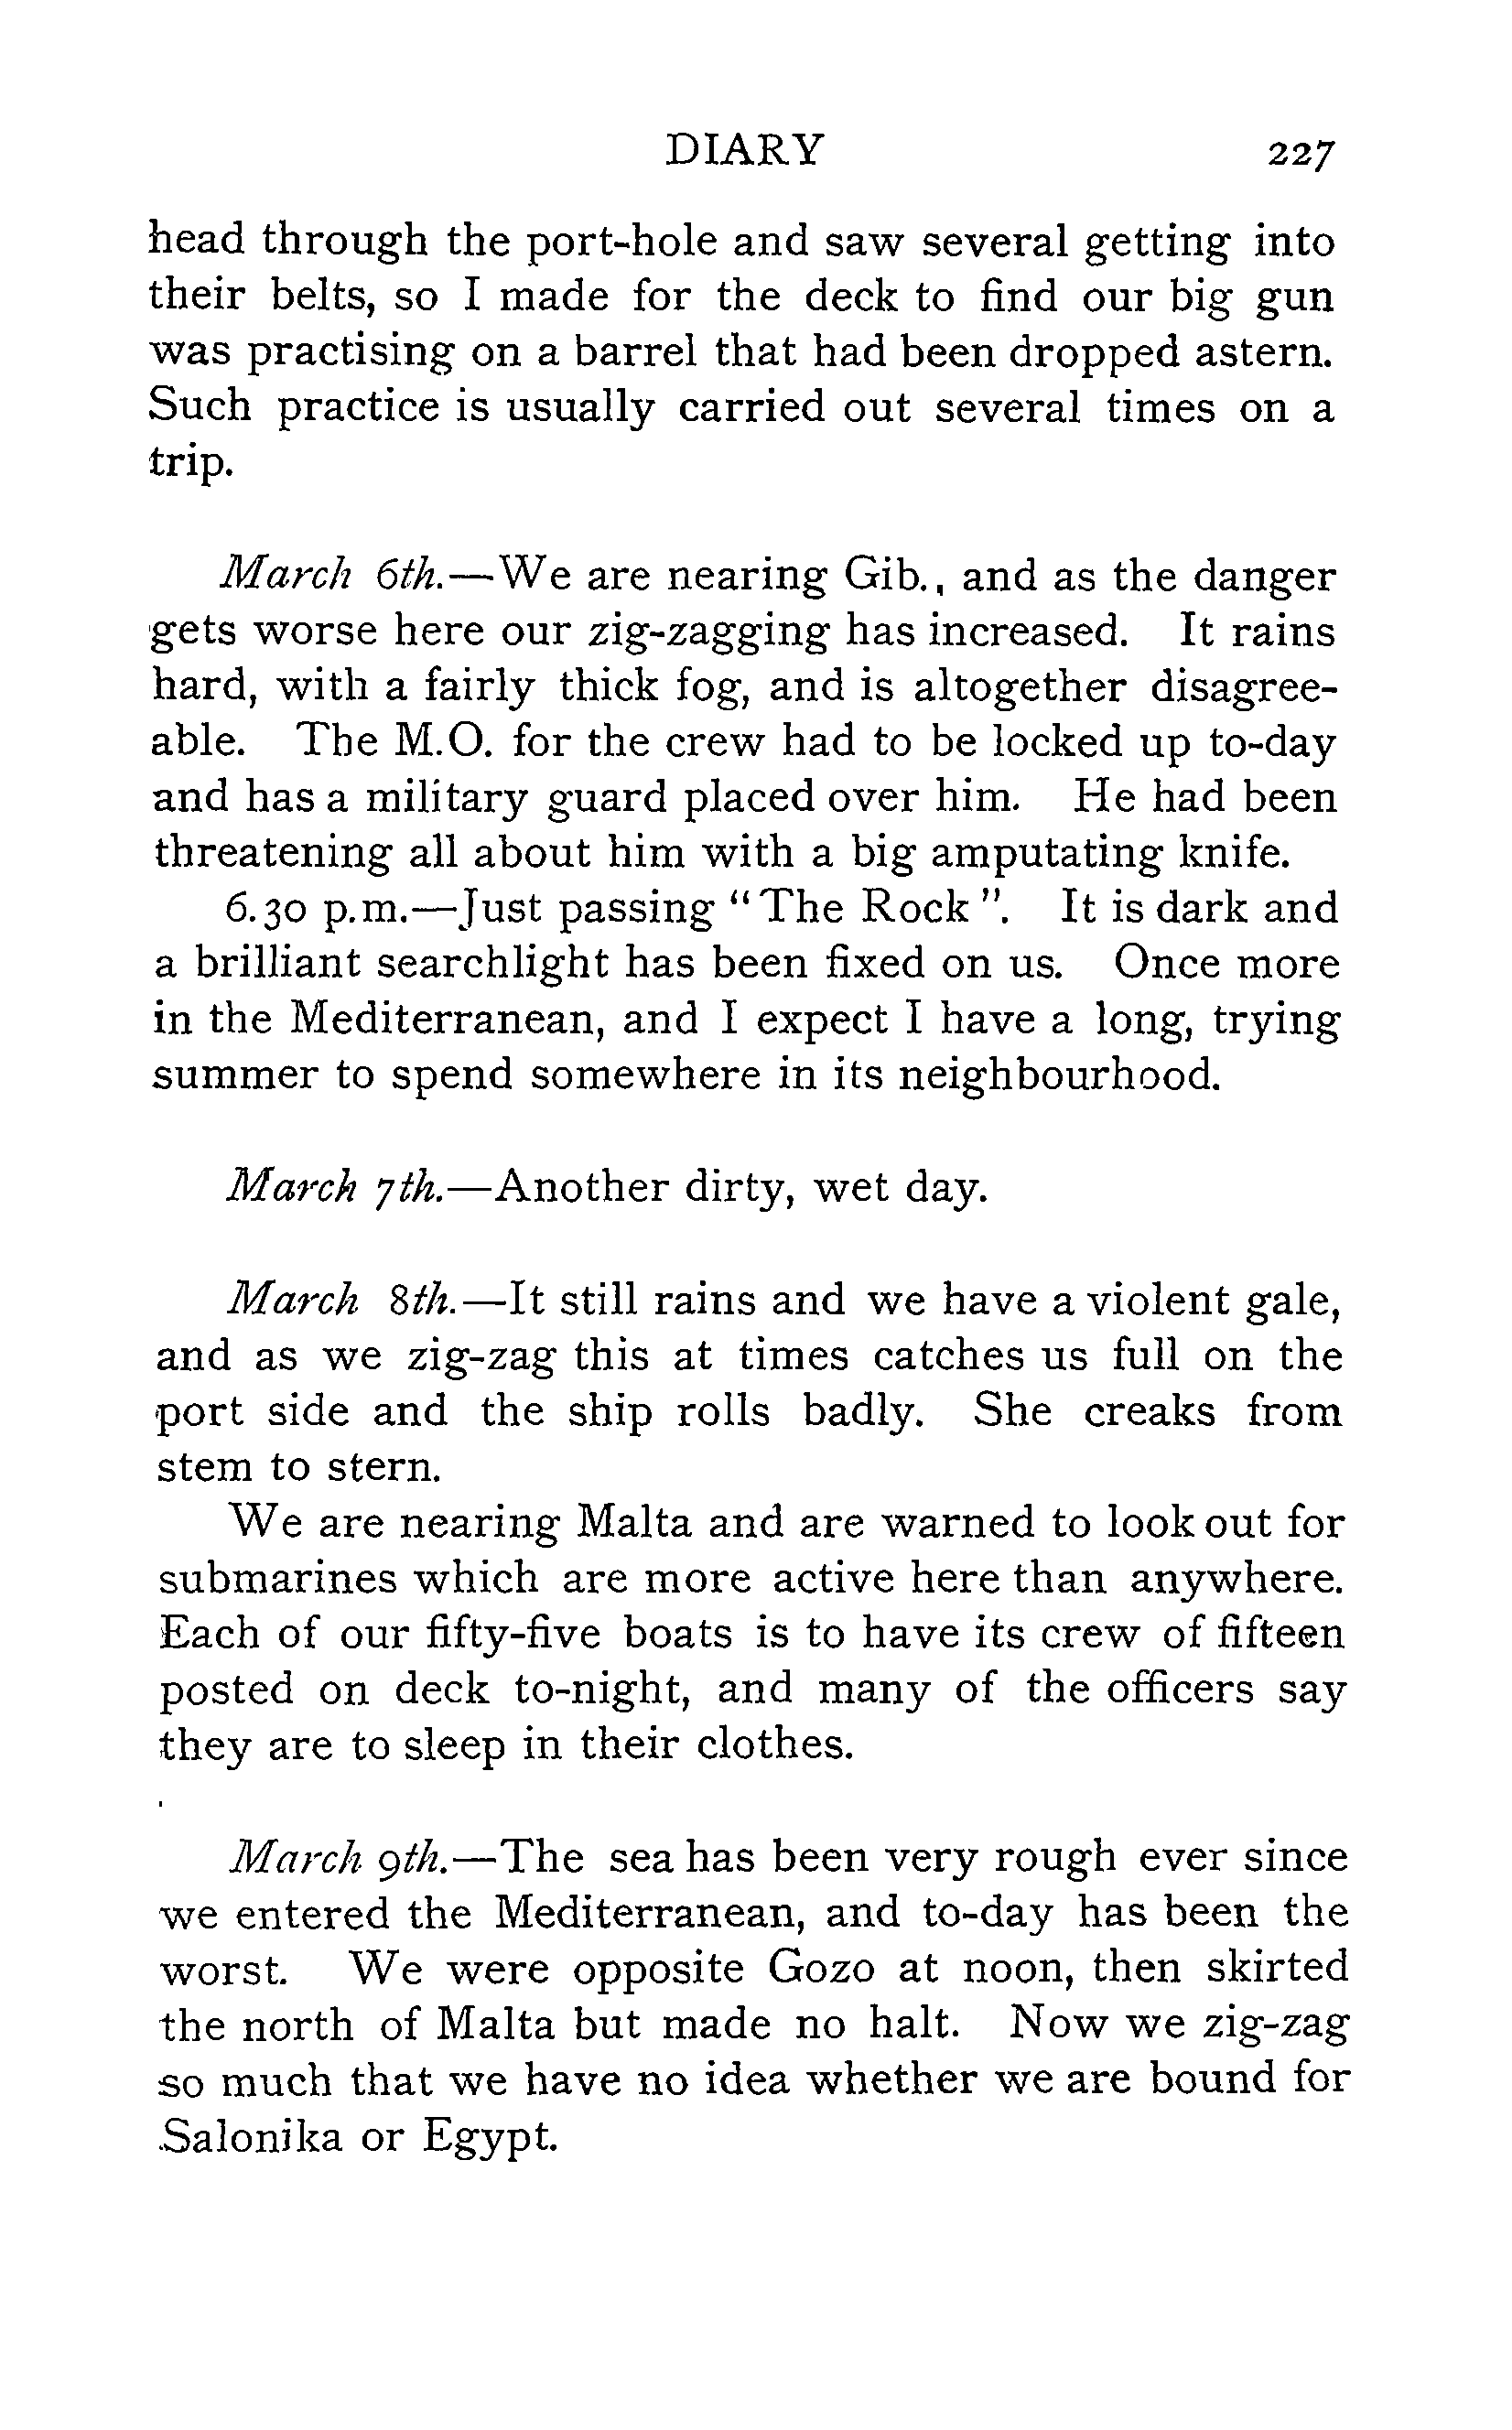 DIARY 227
head through the port-hole and saw several getting into
their belts, so I made for the deck to find our big gun
was practising on a barrel that had been dropped astern.
Such practice is usually carried out several times on a
trip.
March 6th.—We are nearing Gib., and as the danger
gets worse here our zig-zagging has increased. It rains
hard, with a fairly thick fog, and is altogether disagree-
able. The M.O. for the crew had to be locked up to-day
and has a military guard placed over him. He had been
threatening all about him with a big amputating knife.
6.30 p.m.—Just passing “The Rock”. It is dark and
a brilliant searchlight has been fixed on us. Once more
in the Mediterranean, and I expect I have a long, trying
summer to spend somewhere in its neighbourhood.
March 7th.—Another dirty, wet day.
March 8th.—It still rains and we have a violent gale,
and as we zig-zag this at times catches us full on the
port side and the ship rolls badly. She creaks from
stem to stern.
We are nearing Malta and are warned to look out for
submarines which are more active here than anywhere.
Each of our fifty-five boats is to have its crew of fifteen
posted on deck to-night, and many of the officers say
they are to sleep in their clothes.
March 9th.—The sea has been very rough ever since
we entered the Mediterranean, and to-day has been the
worst. We were opposite Gozo at noon, then skirted
the north of Malta but made no halt. Now we zig-zag
so much that we have no idea whether we are bound for
Salonika or Egypt.